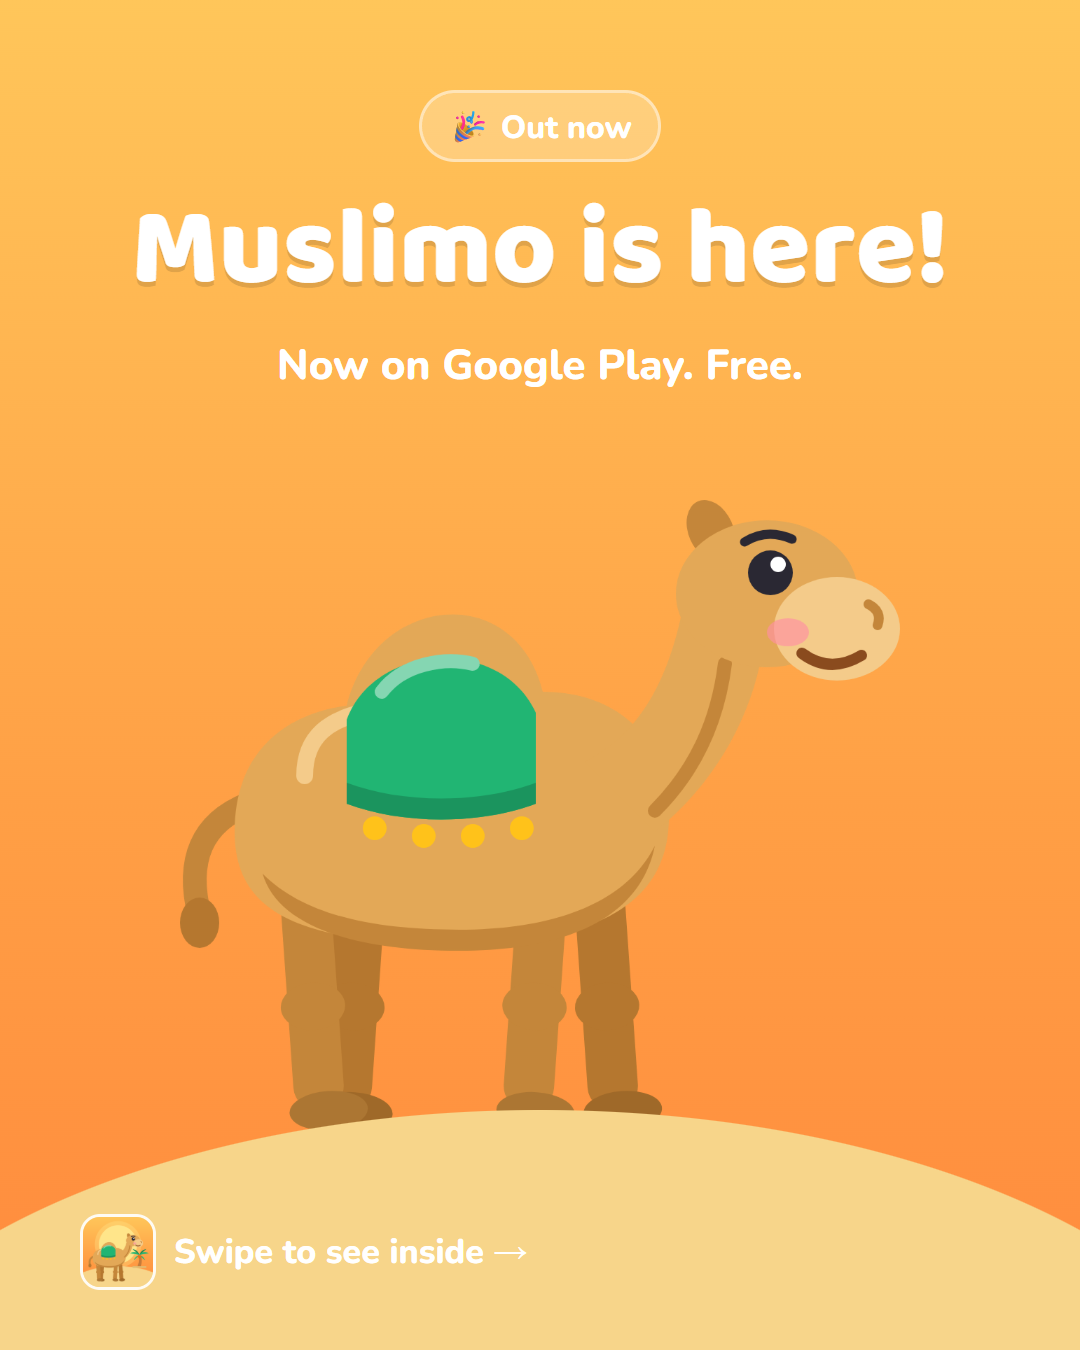 🎉 Out now
Muslimo is here!
Now on Google Play. Free.
Swipe to see inside →